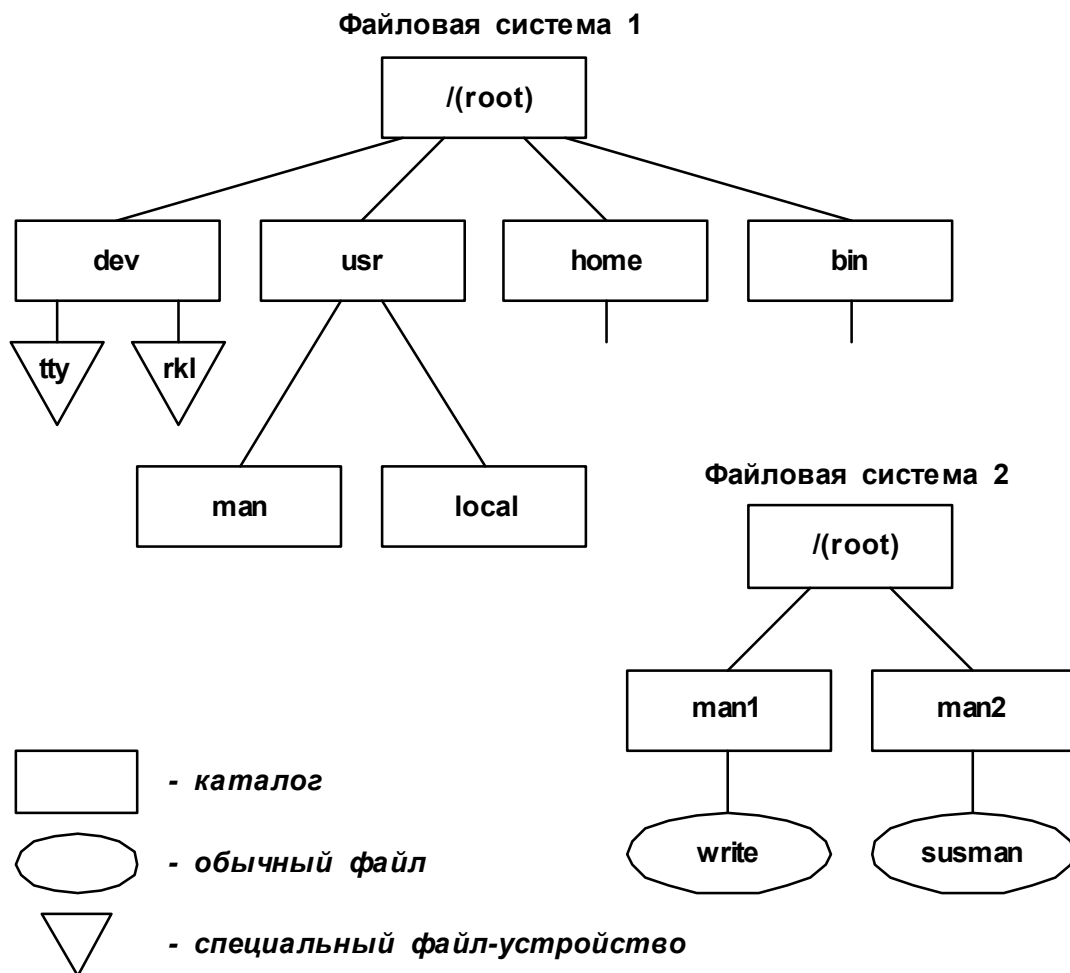 Файловая система 1
/(root)
dev usr home bin
tty rkl
man local
Файловая система 2
/(root)
man1 man2
write susman
- каталог
- обычный файл
- специальный файл-устройство